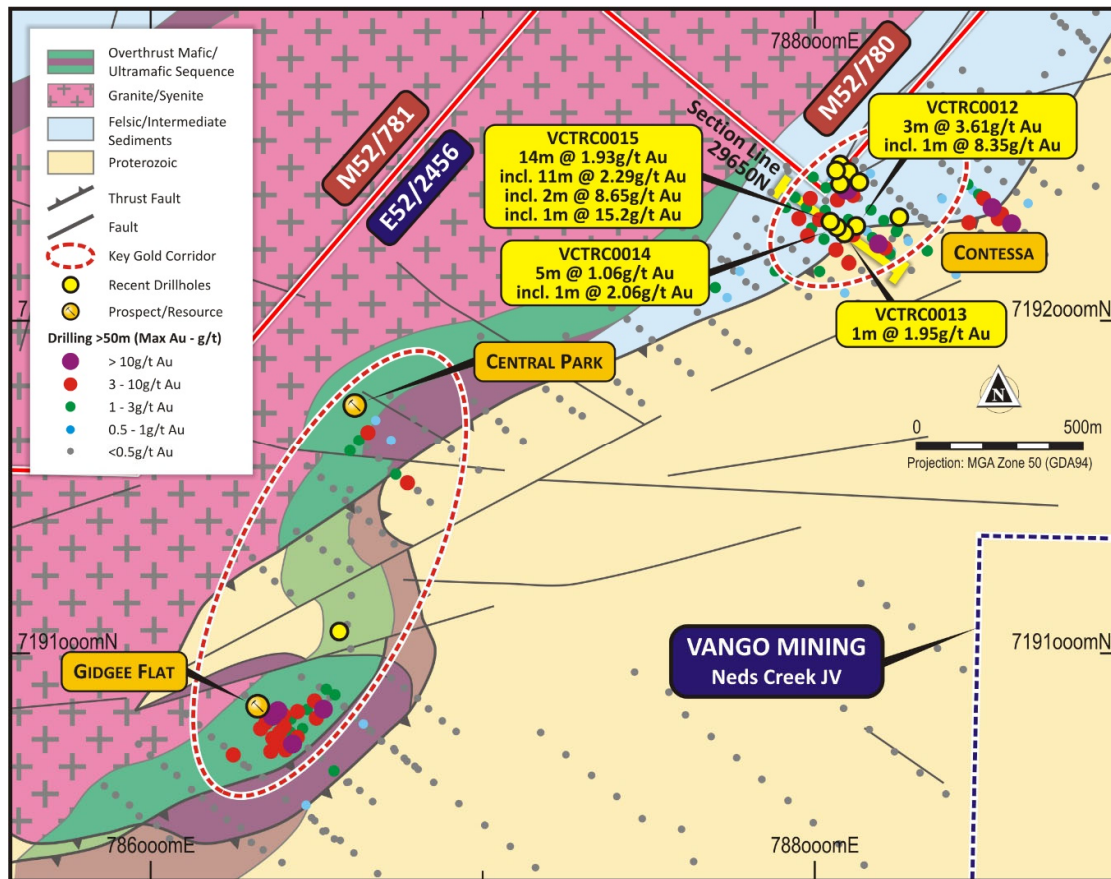 Overthrust Mafic/
Ultramafic Sequence
Granite/Syenite
Felsic/Intermediate
Sediments
Proterozoic
Thrust Fault
Fault
Key Gold Corridor
Recent Drillholes
Prospect/Resource
Drilling >50m (Max Au - g/t)
> 10g/t Au
3 - 10g/t Au
1 - 3g/t Au
0.5 - 1g/t Au
<0.5g/t Au
788000mE
M52/781
E52/2456
M52/780
Section Line
29650N
VCTRC0012
3m @ 3.61g/t Au
incl. 1m @ 8.35g/t Au
VCTRC0015
14m @ 1.93g/t Au
incl. 11m @ 2.29g/t Au
incl. 2m @ 8.65g/t Au
incl. 1m @ 15.2g/t Au
VCTRC0014
5m @ 1.06g/t Au
incl. 1m @ 2.06g/t Au
CONTESSA
VCTRC0013
1m @ 1.95g/t Au
7192000mN
CENTRAL PARK
N
0 500m
Projection: MGA Zone 50 (GDA94)
7191000mN
7191000mN
GIDGEE FLAT
VANGO MINING
Neds Creek JV
786000mE
788000mE